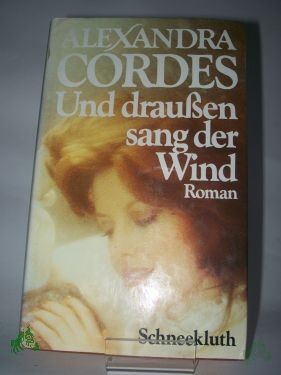 ALEXANDRA
CORDES
Und draußen
sang der
Wind
Roman
Schneekluth